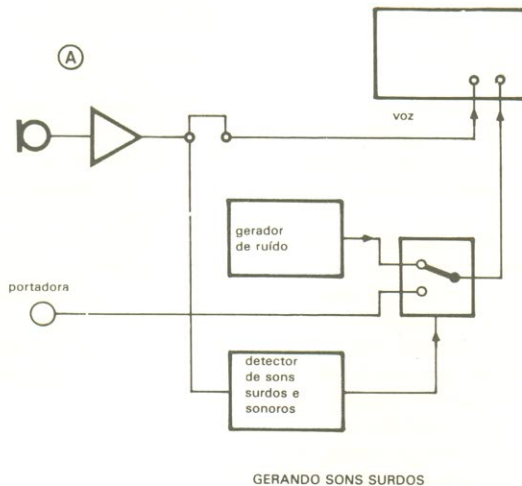 A
voz
gerador
de ruído
portadora
detector
de sons
surdos e
sonoros
GERANDO SONS SURDOS